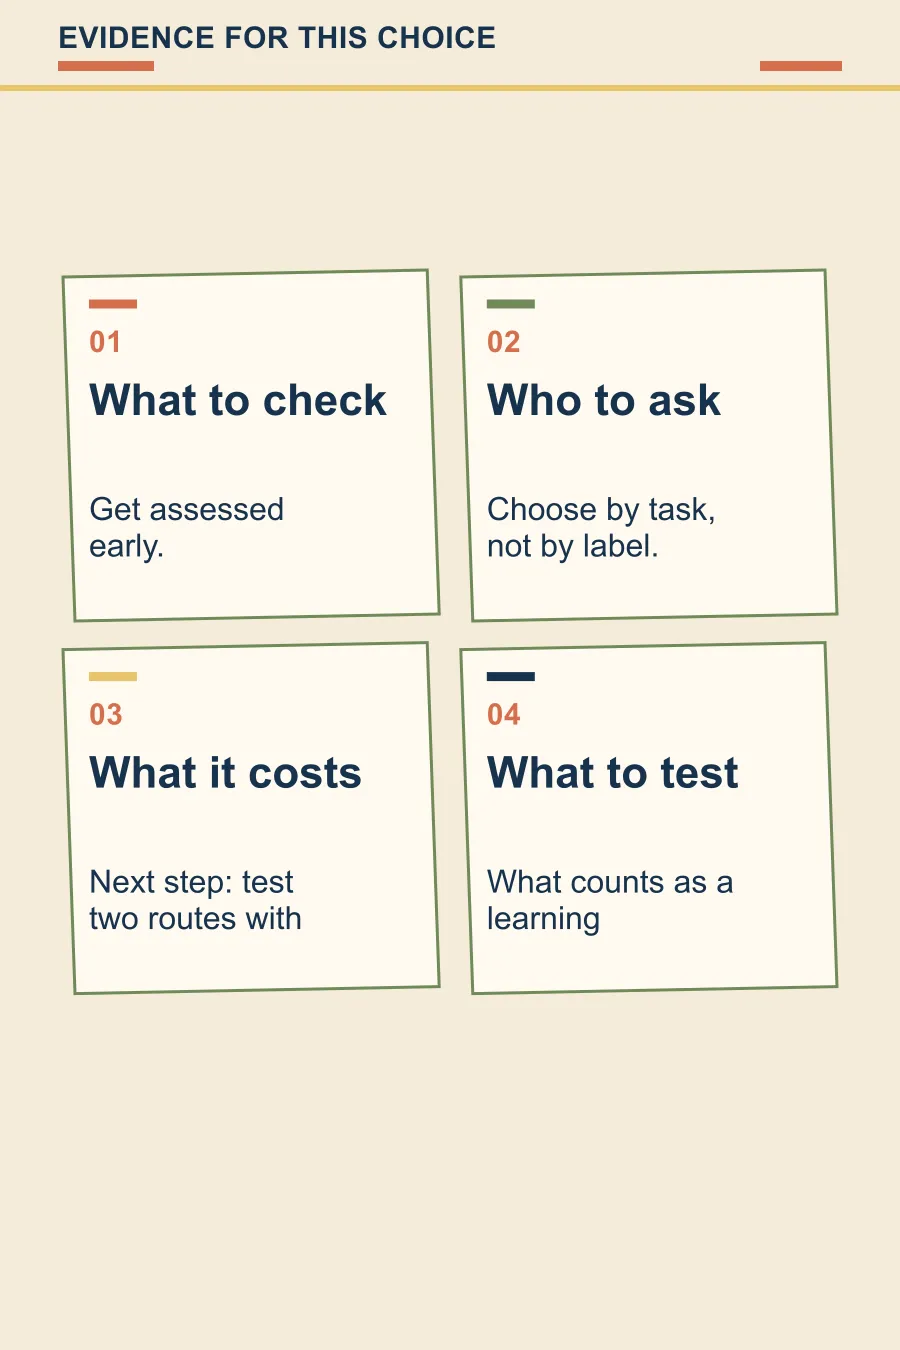 EVIDENCE FOR THIS CHOICE
01
What to check
Get assessed
early.
02
Who to ask
Choose by task,
not by label.
03
What it costs
Next step: test
two routes with
04
What to test
What counts as a
learning